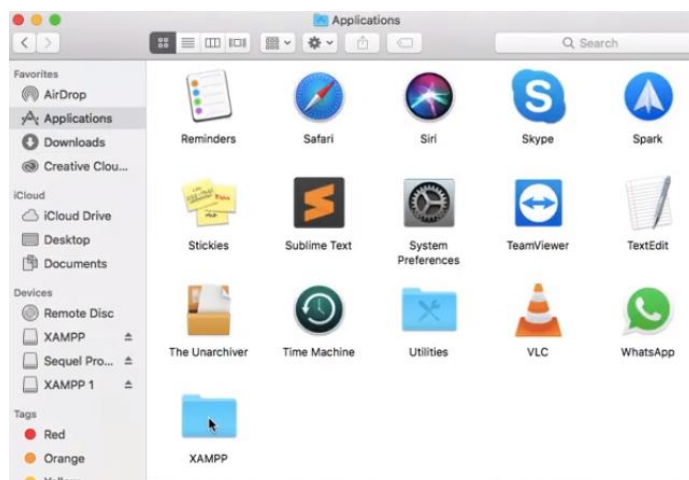 Applications
Search
Favorites
AirDrop
Applications
Downloads
Creative Clou...
iCloud
iCloud Drive
Desktop
Documents
Devices
Remote Disc
XAMPP
Sequel Pro...
XAMPP 1
Tags
Red
Orange
Yellow
Reminders
Safari
Siri
Skype
Spark
Stickies
Sublime Text
System
Preferences
TeamViewer
TextEdit
The Unarchiver
Time Machine
Utilities
VLC
WhatsApp
XAMPP